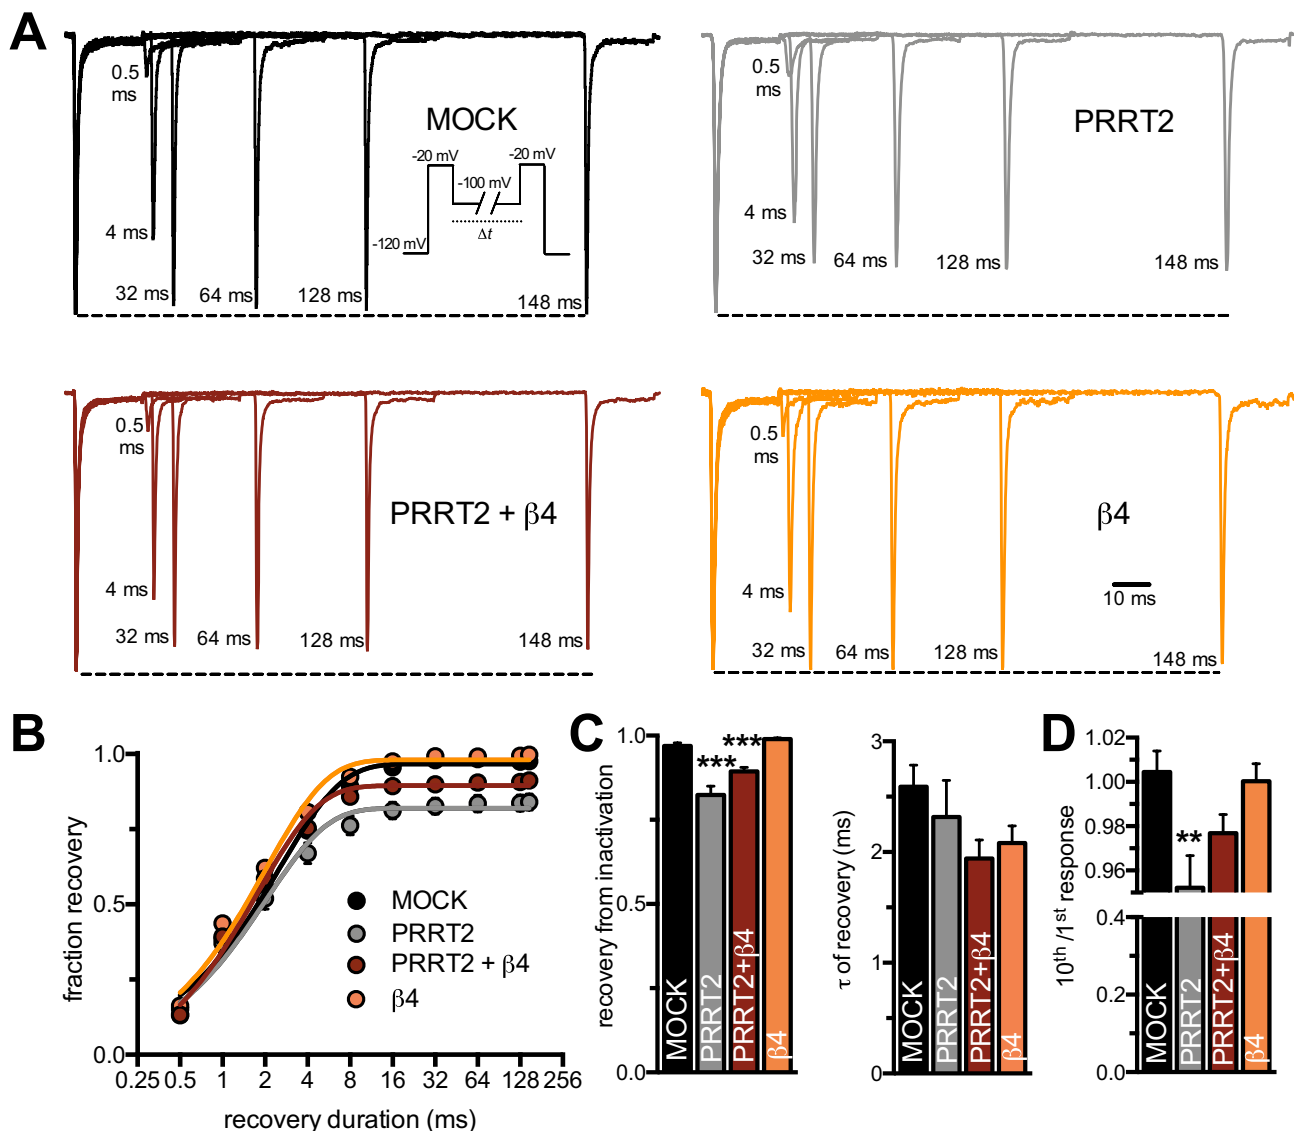 A
0.5
ms
4 ms
32 ms
64 ms
128 ms
148 ms
MOCK
-20 mV
-20 mV
-100 mV
Δt
-120 mV
0.5
ms
4 ms
32 ms
64 ms
128 ms
148 ms
PRRT2
0.5
ms
4 ms
32 ms
64 ms
128 ms
148 ms
PRRT2 + β4
0.5
ms
4 ms
32 ms
64 ms
128 ms
148 ms
β4
10 ms
B
fraction recovery
1.0
0.5
0.0
0.25 0.5 1 2 4 8 16 32 64 128 256
recovery duration (ms)
MOCK
PRRT2
PRRT2 + β4
β4
C
recovery from inactivation
1.0
0.5
0.0
***
***
MOCK
PRRT2
PRRT2+β4
β4
τ of recovery (ms)
3
2
1
0
MOCK
PRRT2
PRRT2+β4
β4
D
10th /1st response
1.02
1.00
0.98
0.96
0.4
0.2
0.0
**
MOCK
PRRT2
PRRT2+β4
β4